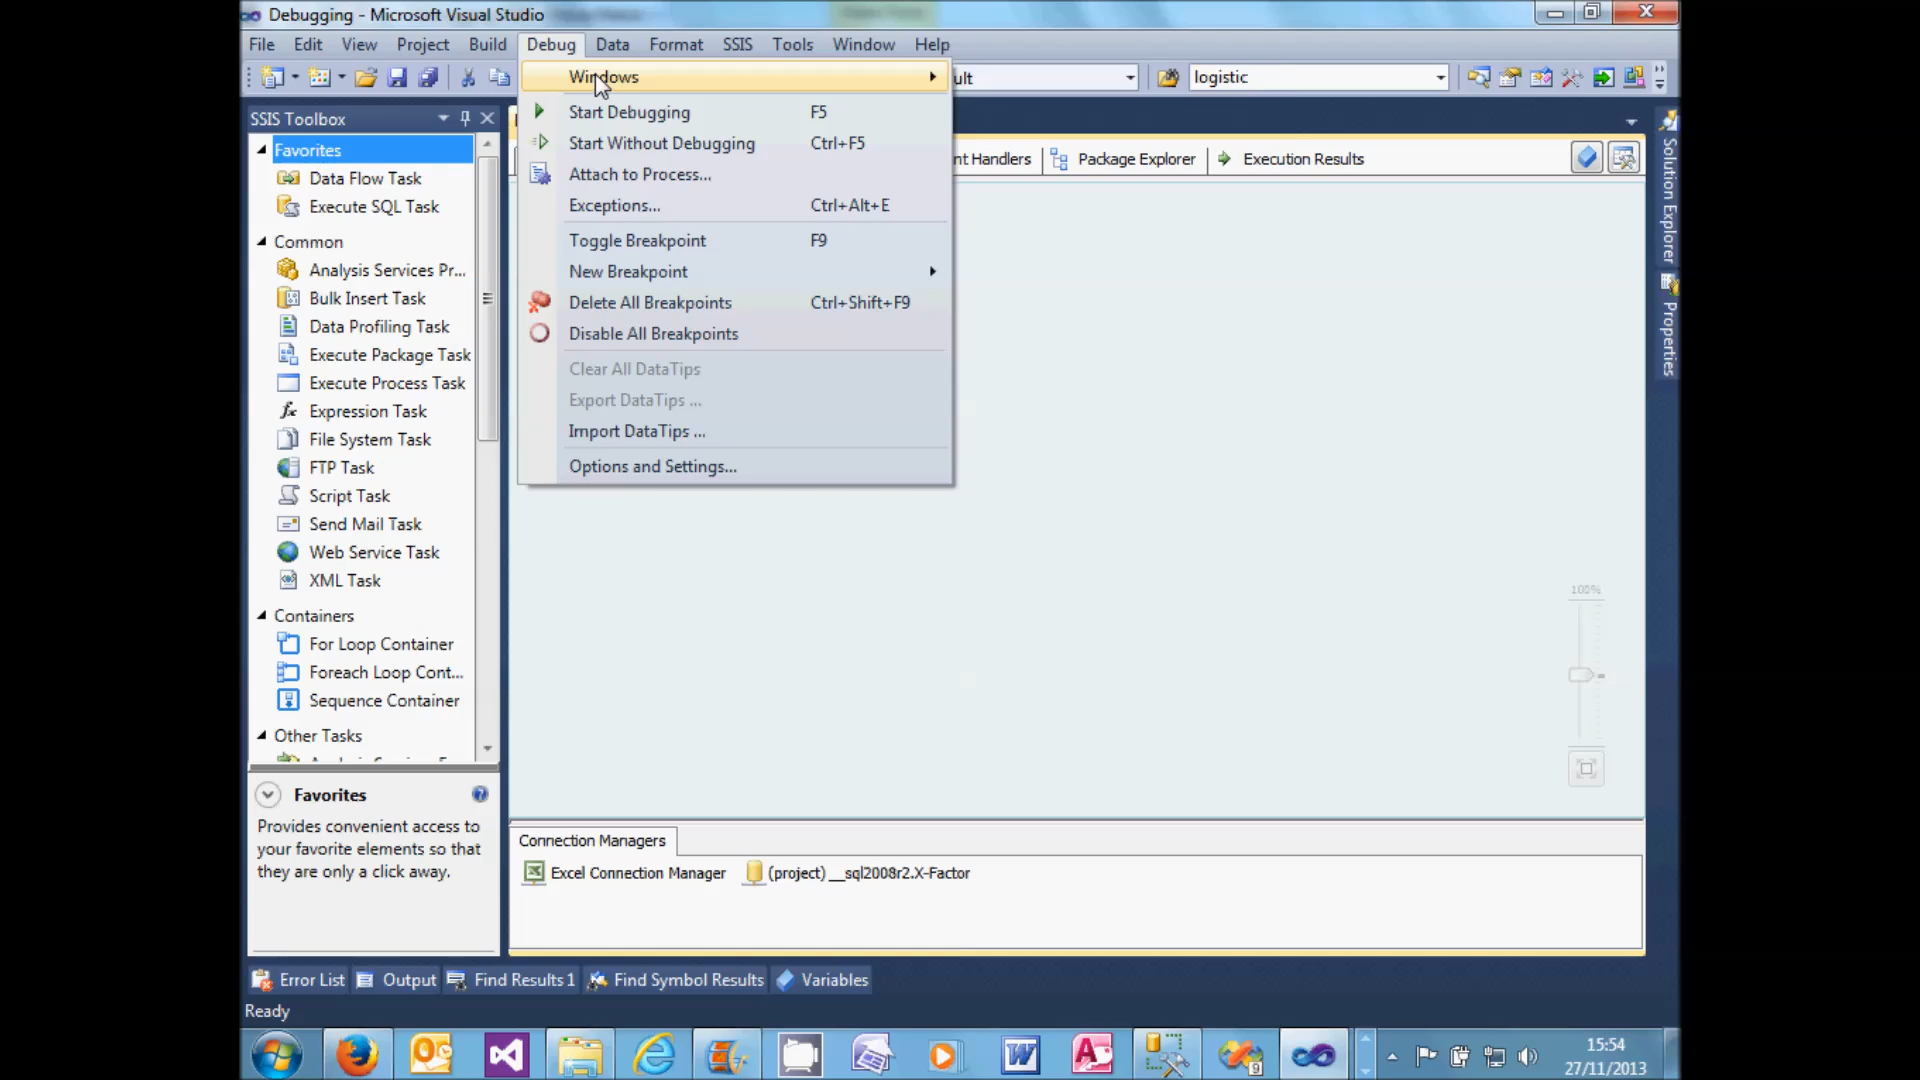 Debugging - Microsoft Visual Studio
File Edit View Project Build Debug Data Format SSIS Tools Window Help
ult
logistic
Windows
Start Debugging F5
Start Without Debugging Ctrl+F5
Attach to Process...
Exceptions... Ctrl+Alt+E
Toggle Breakpoint F9
New Breakpoint
Delete All Breakpoints Ctrl+Shift+F9
Disable All Breakpoints
Clear All DataTips
Export DataTips ...
Import DataTips ...
Options and Settings...
SSIS Toolbox
Favorites
Data Flow Task
Execute SQL Task
Common
Analysis Services Pr...
Bulk Insert Task
Data Profiling Task
Execute Package Task
Execute Process Task
Expression Task
File System Task
FTP Task
Script Task
Send Mail Task
Web Service Task
XML Task
Containers
For Loop Container
Foreach Loop Cont...
Sequence Container
Other Tasks
Favorites
Provides convenient access to
your favorite elements so that
they are only a click away.
nt Handlers Package Explorer Execution Results
Solution Explorer
Properties
100%
Connection Managers
Excel Connection Manager (project) __sql2008r2.X-Factor
Error List Output Find Results 1 Find Symbol Results Variables
Ready
15:54
27/11/2013